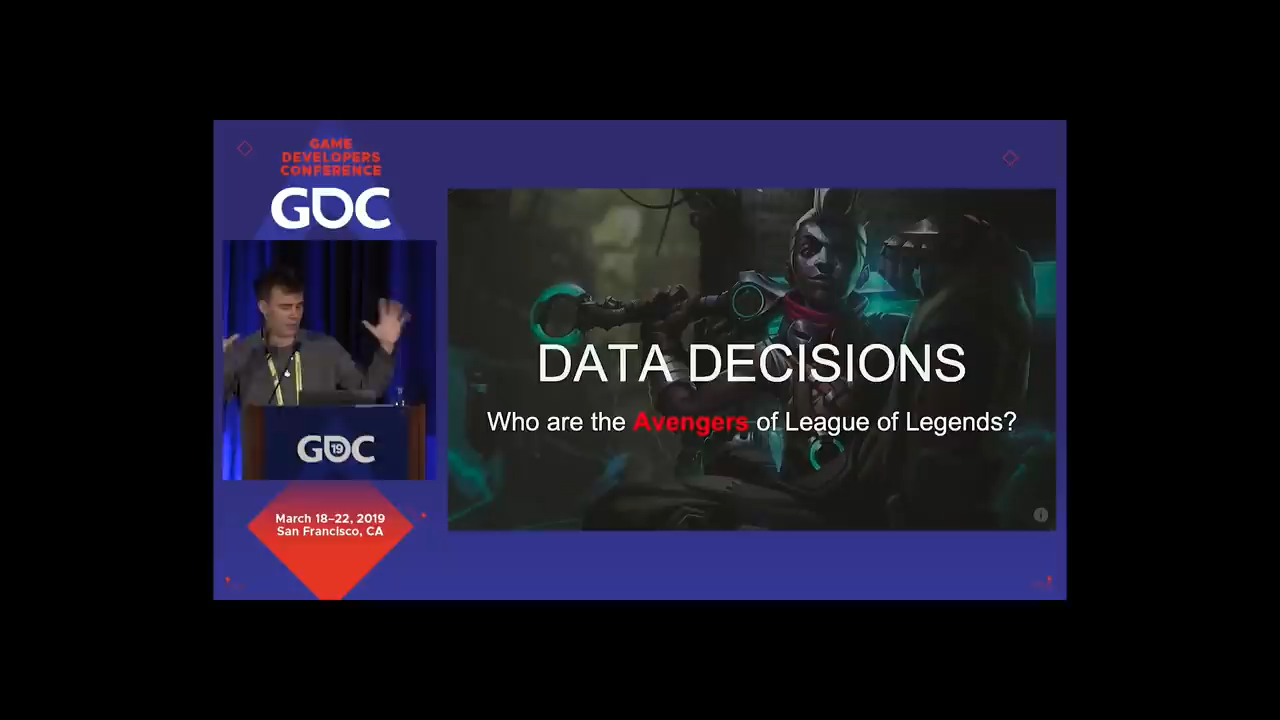 GAME
DEVELOPERS
CONFERENCE
GDC
GDC
19
March 18–22, 2019
San Francisco, CA
DATA DECISIONS
Who are the Avengers of League of Legends?
i